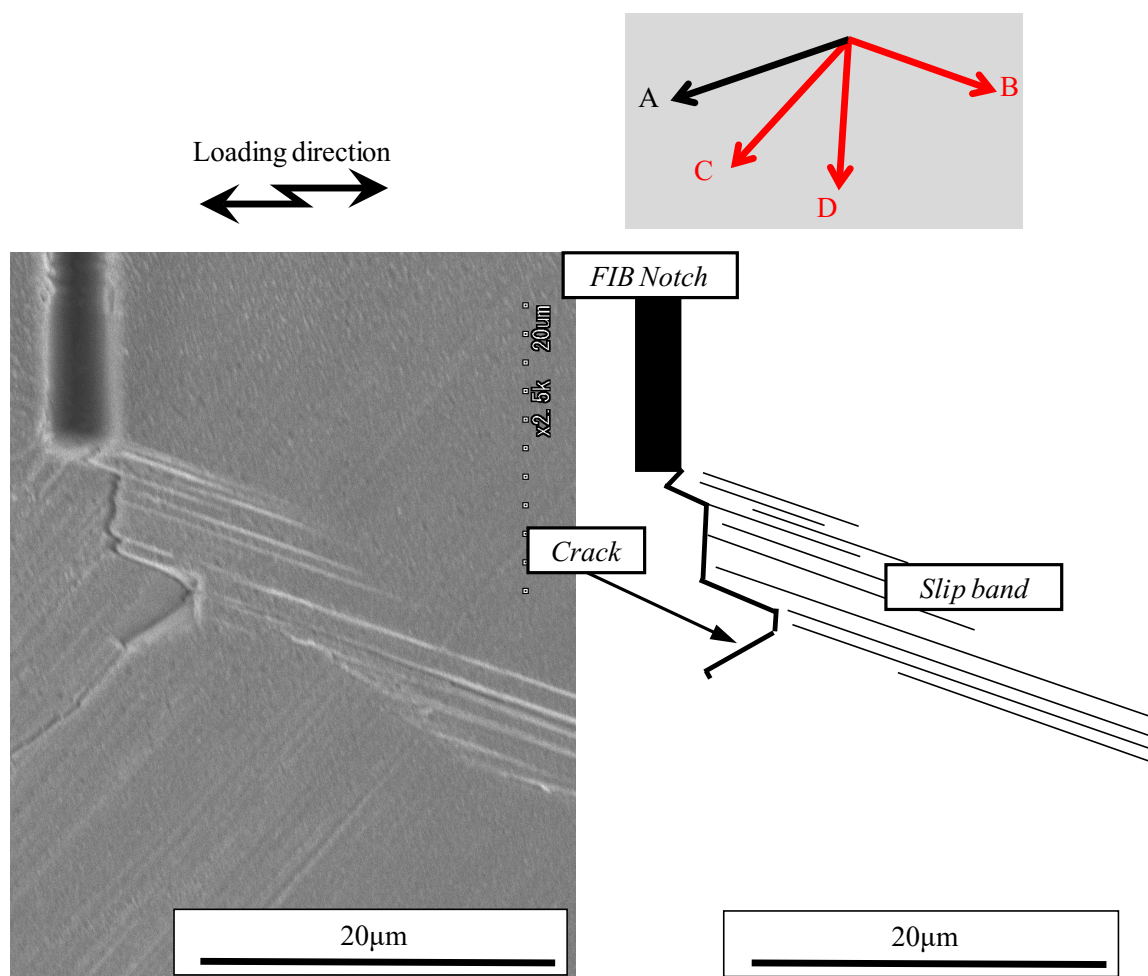 A
B
C
D
Loading direction
FIB Notch
x2.5k 20um
Crack
Slip band
20μm
20μm